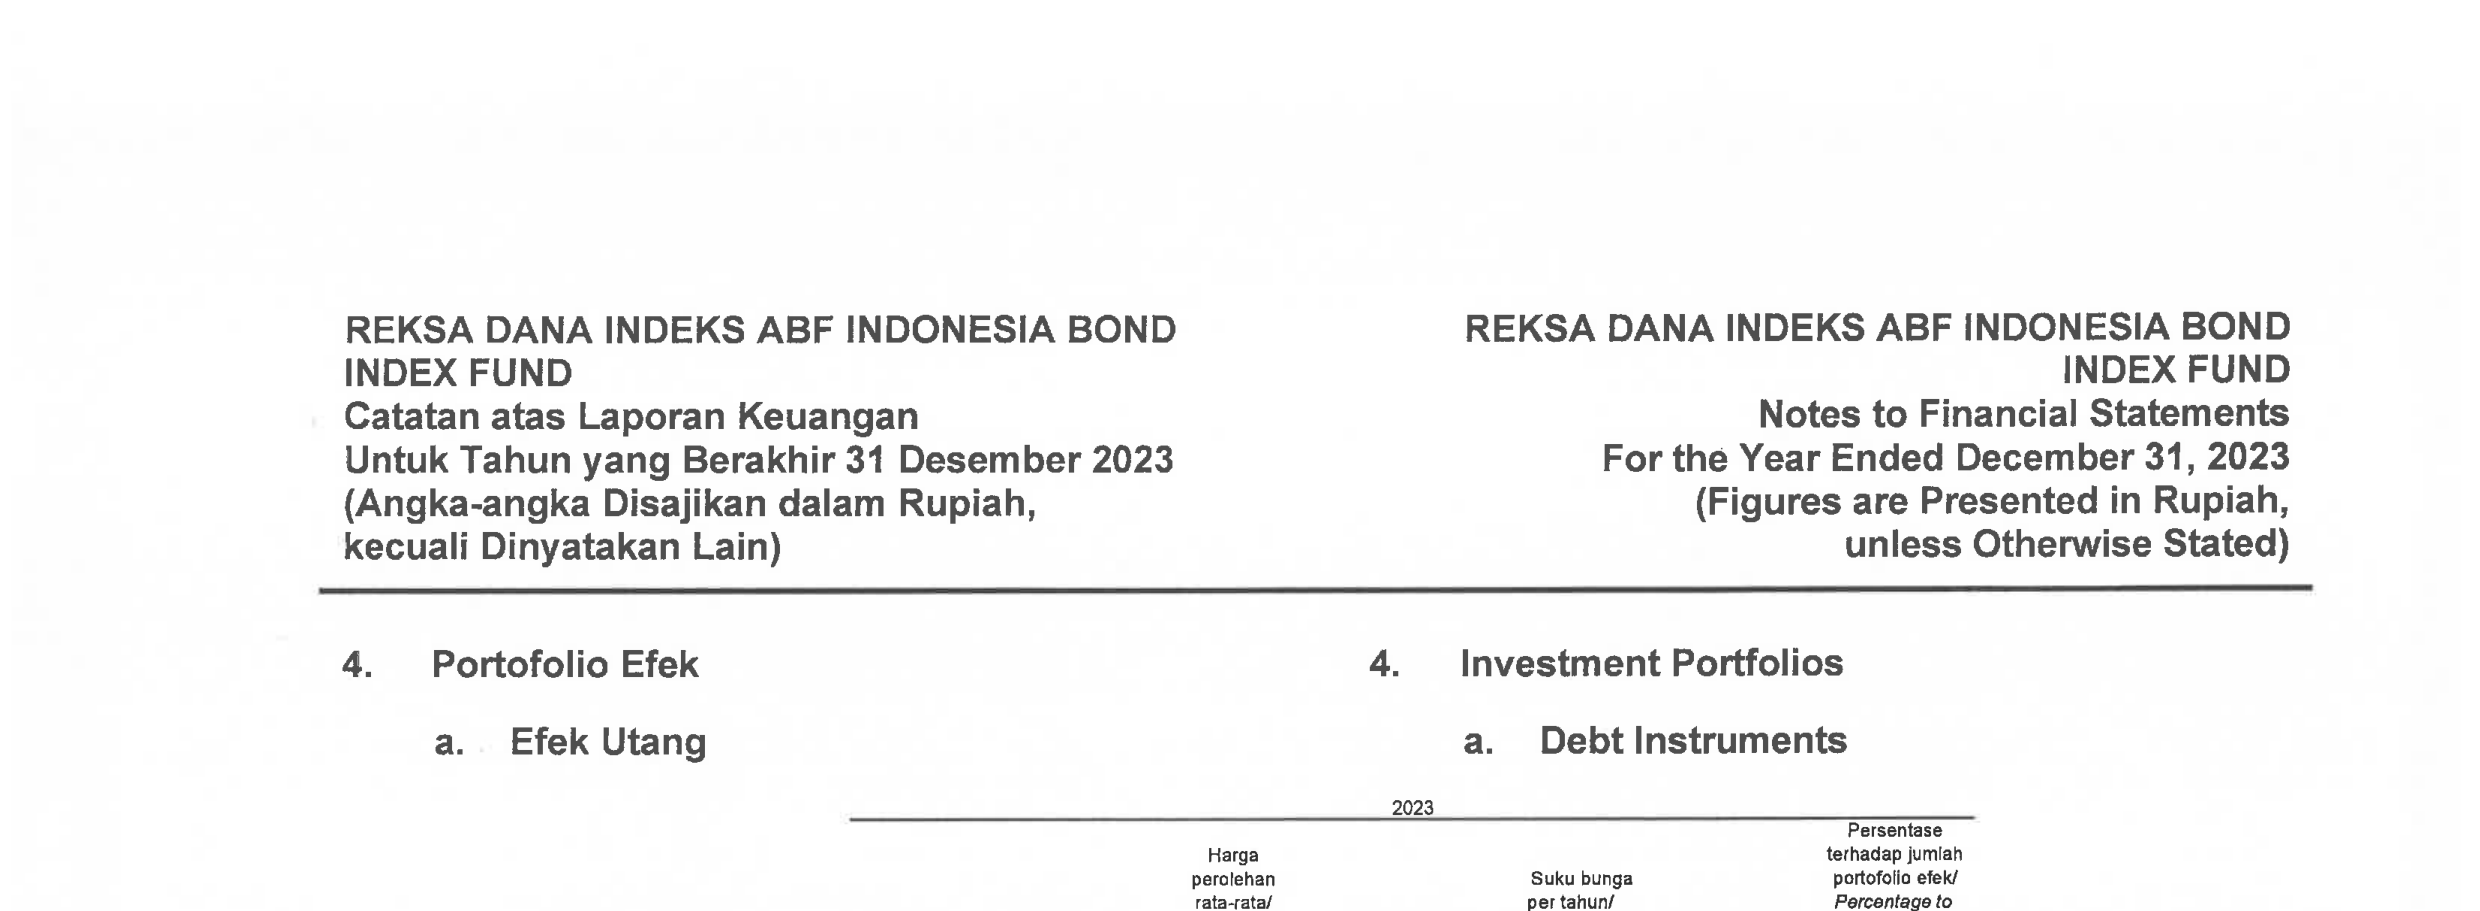 REKSA DANA INDEKS ABF INDONESIA BOND
INDEX FUND
Catatan atas Laporan Keuangan
Untuk Tahun yang Berakhir 31 Desember 2023
(Angka-angka Disajikan dalam Rupiah,
kecuali Dinyatakan Lain)
REKSA DANA INDEKS ABF INDONESIA BOND
INDEX FUND
Notes to Financial Statements
For the Year Ended December 31, 2023
(Figures are Presented in Rupiah,
unless Otherwise Stated)
4. Portofolio Efek
a. Efek Utang
4. Investment Portfolios
a. Debt Instruments
2023
Harga
perolehan
rata-rata/
Suku bunga
per tahun/
Persentase
terhadap jumlah
portofolio efek/
Percentage to